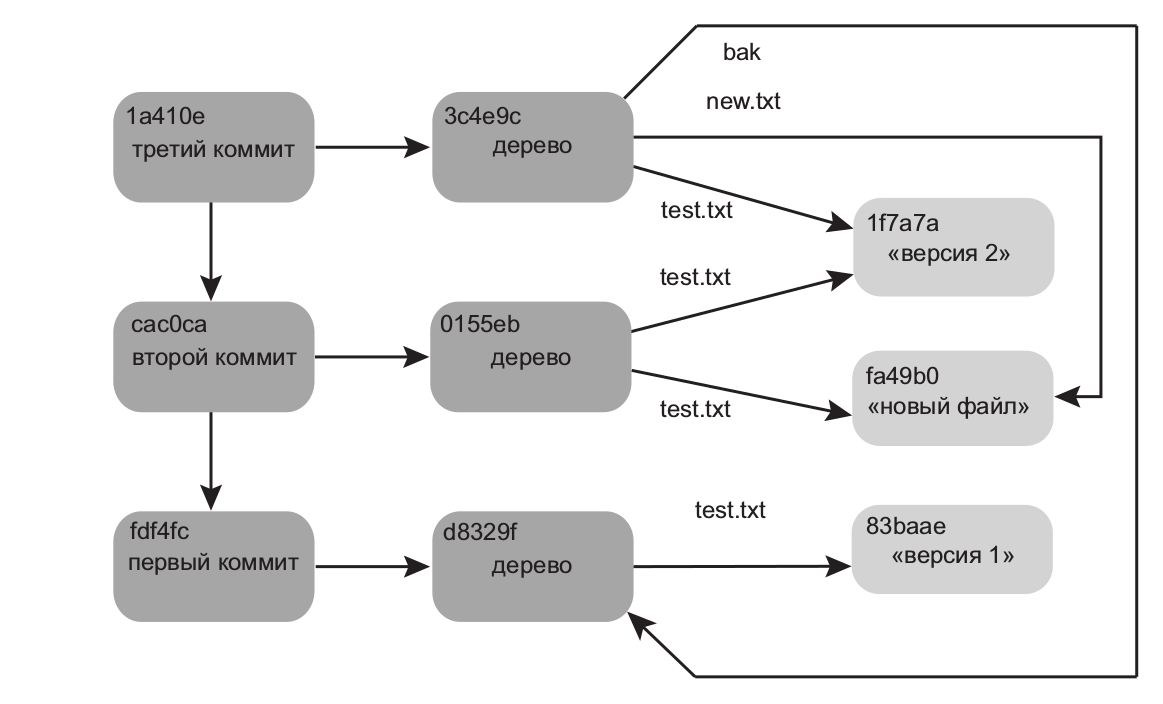 bak
new.txt
1a410e
третий коммит
3c4e9c
дерево
test.txt
1f7a7a
«версия 2»
test.txt
cac0ca
второй коммит
0155eb
дерево
fa49b0
«новый файл»
test.txt
test.txt
fdf4fc
первый коммит
d8329f
дерево
83baae
«версия 1»